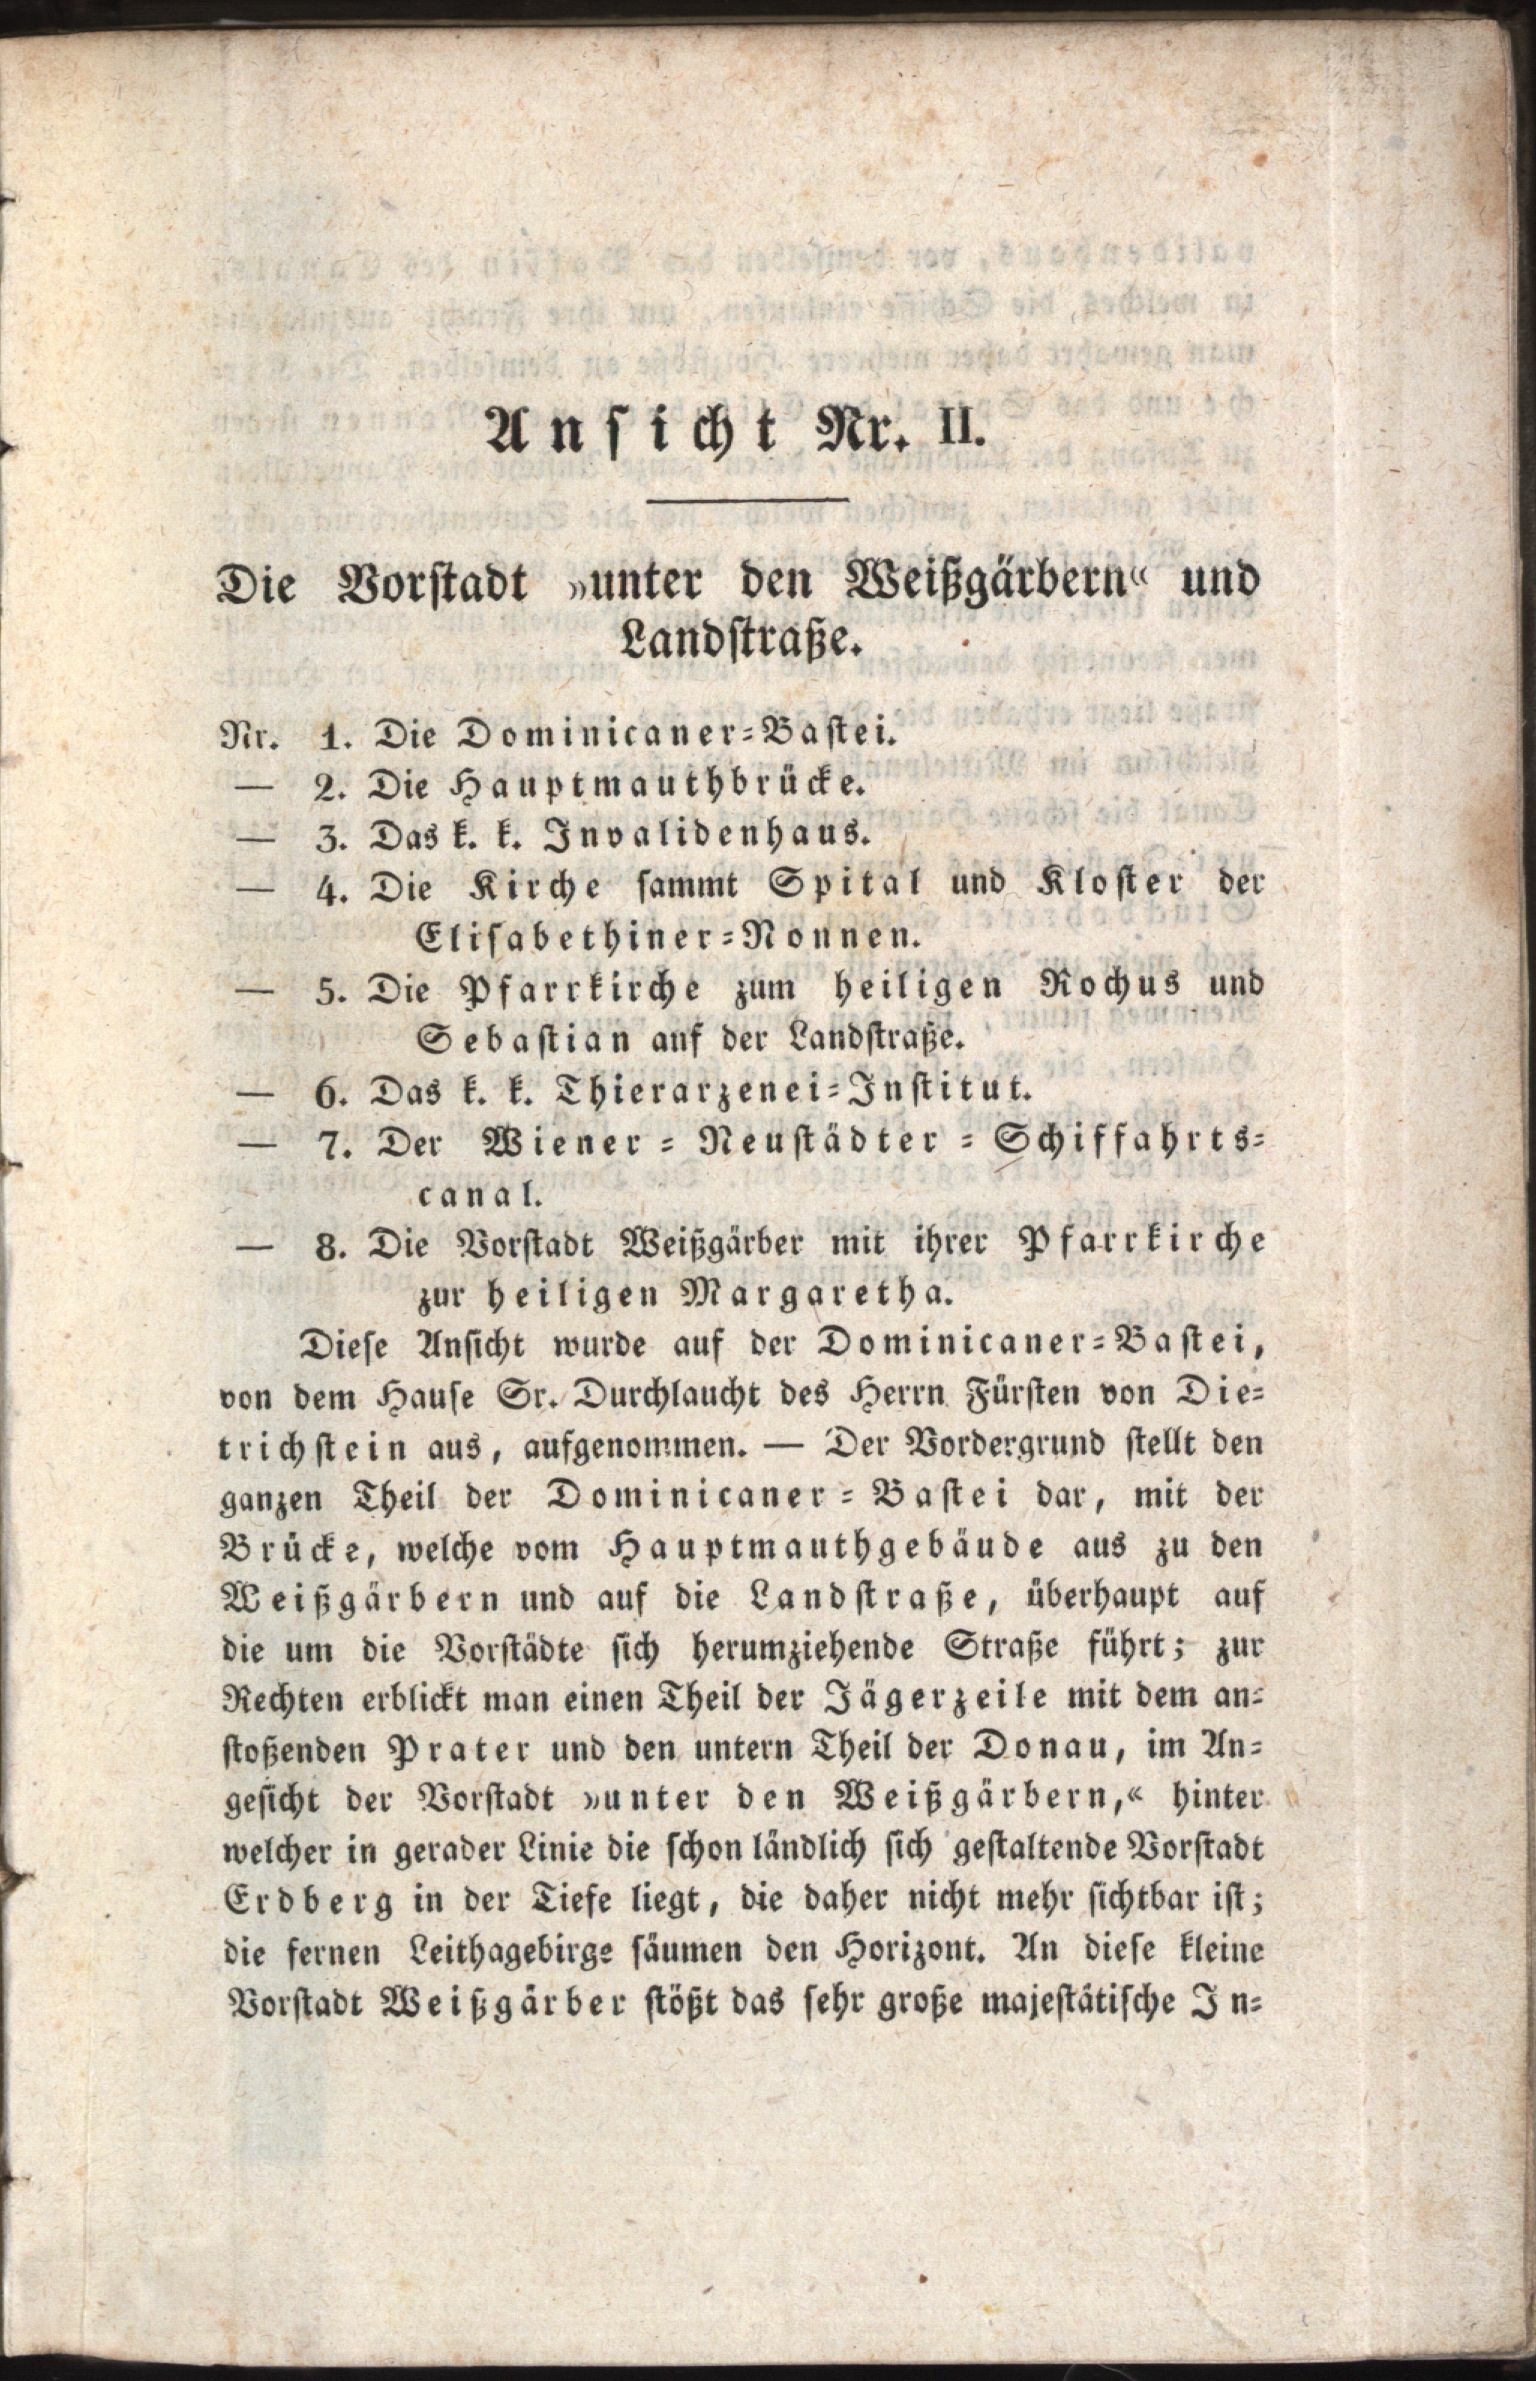 Ansicht Nr. II.
Die Vorstadt »unter den Weißgärbern« und
Landstraße.
Nr. 1. Die Dominicaner=Bastei.
— 2. Die Hauptmauthbrücke.
— 3. Das k. k. Invalidenhaus.
— 4. Die Kirche sammt Spital und Kloster der
Elisabethiner=Nonnen.
— 5. Die Pfarrkirche zum heiligen Rochus und
Sebastian auf der Landstraße.
— 6. Das k. k. Thierarzenei=Institut.
— 7. Der Wiener = Neustädter = Schiffahrts=
canal.
— 8. Die Vorstadt Weißgärber mit ihrer Pfarrkirche
zur heiligen Margaretha.
Diese Ansicht wurde auf der Dominicaner=Bastei,
von dem Hause Sr. Durchlaucht des Herrn Fürsten von Die=
trichstein aus, aufgenommen. — Der Vordergrund stellt den
ganzen Theil der Dominicaner = Bastei dar, mit der
Brücke, welche vom Hauptmauthgebäude aus zu den
Weißgärbern und auf die Landstraße, überhaupt auf
die um die Vorstädte sich herumziehende Straße führt; zur
Rechten erblickt man einen Theil der Jägerzeile mit dem an=
stoßenden Prater und den untern Theil der Donau, im An=
gesicht der Vorstadt »unter den Weißgärbern,« hinter
welcher in gerader Linie die schon ländlich sich gestaltende Vorstadt
Erdberg in der Tiefe liegt, die daher nicht mehr sichtbar ist;
die fernen Leithagebirge säumen den Horizont. An diese kleine
Vorstadt Weißgärber stößt das sehr große majestätische In=